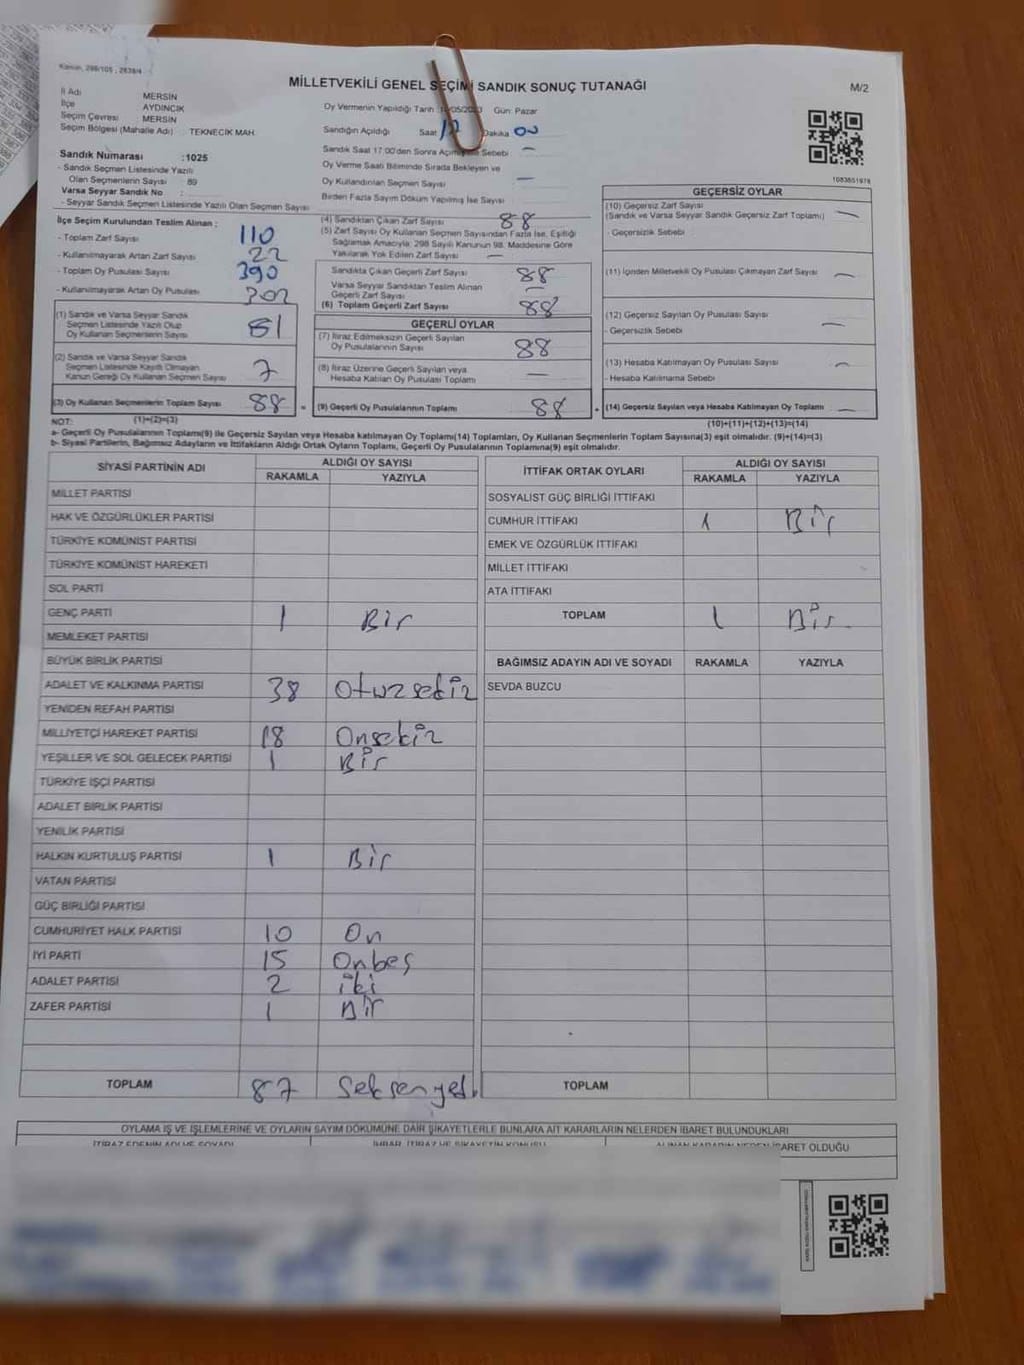 Kanun, 298/105 , 2839/4
MİLLETVEKİLİ GENEL SEÇİMİ SANDIK SONUÇ TUTANAĞI
M/2
İl Adı MERSİN
İlçe AYDINCIK
Seçim Çevresi MERSİN
Seçim Bölgesi (Mahalle Adı) : TEKNECİK MAH.
Oy Vermenin Yapıldığı Tarih /05/2023 Gün: Pazar
Sandığın Açıldığı Saat 17 Dakika 00
Sandık Saat 17:00'den Sonra Sebebi -
Oy Verme Saati Bitiminde Sırada Bekleyen ve
Oy Kullandırılan Seçmen Sayısı -
Birden Fazla Sayım Döküm Yapılmış İse Sayısı
Sandık Numarası :1025
- Sandık Seçmen Listesinde Yazılı
Olan Seçmenlerin Sayısı : 89
Varsa Seyyar Sandık No :
- Seyyar Sandık Seçmen Listesinde Yazılı Olan Seçmen Sayısı
İlçe Seçim Kurulundan Teslim Alınan :
- Toplam Zarf Sayısı 110
- Kullanılmayarak Artan Zarf Sayısı 22
- Toplam Oy Pusulası Sayısı 390
- Kullanılmayarak Artan Oy Pusulası 302
(1) Sandık ve Varsa Seyyar Sandık
Seçmen Listesinde Yazılı Olup
Oy Kullanan Seçmenlerin Sayısı 81
(2) Sandık ve Varsa Seyyar Sandık
Seçmen Listesinde Kayıtlı Olmayan
Kanun Gereği Oy Kullanan Seçmen Sayısı 7
(3) Oy Kullanan Seçmenlerin Toplam Sayısı 88
(1)+(2)=(3)
(4) Sandıktan Çıkan Zarf Sayısı 88
(5) Zarf Sayısı Oy Kullanan Seçmen Sayısından Fazla İse, Eşitliği
Sağlamak Amacıyla, 298 Sayılı Kanunun 98. Maddesine Göre
Yakılarak Yok Edilen Zarf Sayısı -
Sandıkta Çıkan Geçerli Zarf Sayısı 88
Varsa Seyyar Sandıktan Teslim Alınan
Geçerli Zarf Sayısı -
(6) Toplam Geçerli Zarf Sayısı 88
GEÇERLİ OYLAR
(7) İtiraz Edilmeksizin Geçerli Sayılan
Oy Pusulalarının Sayısı 88
(8) İtiraz Üzerine Geçerli Sayılan veya
Hesaba Katılan Oy Pusulası Toplamı -
= (9) Geçerli Oy Pusulalarının Toplamı 88
1083851978
GEÇERSİZ OYLAR
(10) Geçersiz Zarf Sayısı
(Sandık ve Varsa Seyyar Sandık Geçersiz Zarf Toplamı) -
- Geçersizlik Sebebi :
(11) İçinden Milletvekili Oy Pusulası Çıkmayan Zarf Sayısı -
(12) Geçersiz Sayılan Oy Pusulası Sayısı -
- Geçersizlik Sebebi
(13) Hesaba Katılmayan Oy Pusulası Sayısı -
- Hesaba Katılmama Sebebi
+ (14) Geçersiz Sayılan veya Hesaba Katılmayan Oy Toplamı -
(10)+(11)+(12)+(13)=(14)
NOT:
a- Geçerli Oy Pusulalarının Toplamı(9) ile Geçersiz Sayılan veya Hesaba katılmayan Oy Toplamı(14) Toplamları, Oy Kullanan Seçmenlerin Toplam Sayısına(3) eşit olmalıdır. (9)+(14)=(3)
b- Siyasi Partilerin, Bağımsız Adayların ve İttifakların Aldığı Ortak Oyların Toplamı, Geçerli Oy Pusulalarının Toplamına(9) eşit olmalıdır.
SİYASİ PARTİNİN ADI ALDIĞI OY SAYISI
RAKAMLA YAZIYLA
MİLLET PARTİSİ
HAK VE ÖZGÜRLÜKLER PARTİSİ
TÜRKİYE KOMÜNİST PARTİSİ
TÜRKİYE KOMÜNİST HAREKETİ
SOL PARTİ
GENÇ PARTİ 1 Bir
MEMLEKET PARTİSİ
BÜYÜK BİRLİK PARTİSİ
ADALET VE KALKINMA PARTİSİ 38 Otuzsekiz
YENİDEN REFAH PARTİSİ
MİLLİYETÇİ HAREKET PARTİSİ 18 Onsekiz
YEŞİLLER VE SOL GELECEK PARTİSİ 1 Bir
TÜRKİYE İŞÇİ PARTİSİ
ADALET BİRLİK PARTİSİ
YENİLİK PARTİSİ
HALKIN KURTULUŞ PARTİSİ 1 Bir
VATAN PARTİSİ
GÜÇ BİRLİĞİ PARTİSİ
CUMHURİYET HALK PARTİSİ 10 On
İYİ PARTİ 15 Onbeş
ADALET PARTİSİ 2 iki
ZAFER PARTİSİ 1 Bir
TOPLAM 87 Seksenyedi
İTTİFAK ORTAK OYLARI ALDIĞI OY SAYISI
RAKAMLA YAZIYLA
SOSYALİST GÜÇ BİRLİĞİ İTTİFAKI
CUMHUR İTTİFAKI 1 Bir
EMEK VE ÖZGÜRLÜK İTTİFAKI
MİLLET İTTİFAKI
ATA İTTİFAKI
TOPLAM 1 Bir
BAĞIMSIZ ADAYIN ADI VE SOYADI RAKAMLA YAZIYLA
SEVDA BUZCU
TOPLAM
OYLAMA İŞ VE İŞLEMLERİNE VE OYLARIN SAYIM DÖKÜMÜNE DAİR ŞİKAYETLERLE BUNLARA AİT KARARLARIN NELERDEN İBARET BULUNDUKLARI
İTİRAZ EDENİN ADI VE SOYADI İHBAR, İTİRAZ VE ŞİKAYETİN KONUSU ALINAN KARARIN NEDEN İBARET OLDUĞU